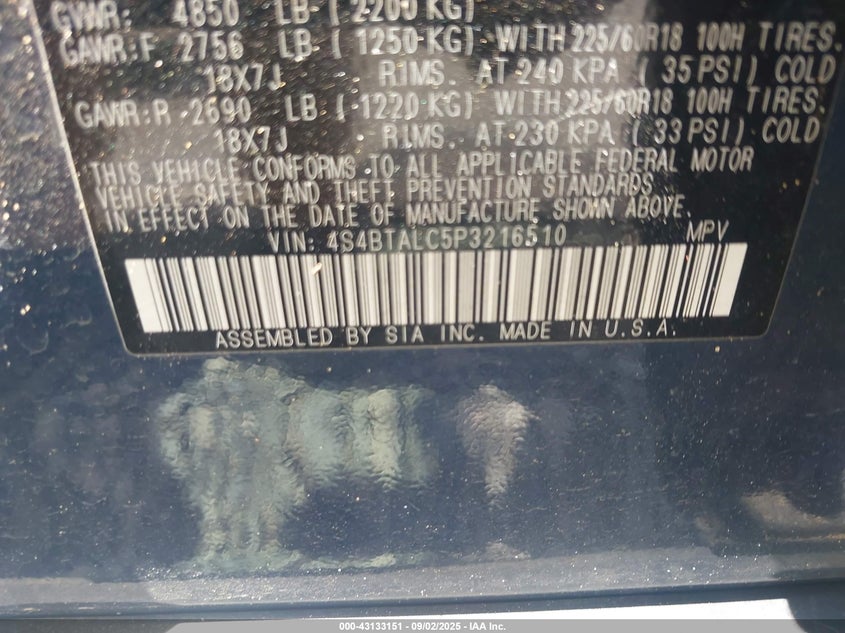 GVWR: 4850 LB ( 2200 KG)
GAWR:F 2756 LB ( 1250 KG) WITH 225/60R18 100H TIRES.
18X7J RIMS. AT 240 KPA ( 35 PSI) COLD
GAWR:R 2690 LB ( 1220 KG) WITH 225/60R18 100H TIRES.
18X7J RIMS. AT 230 KPA ( 33 PSI) COLD
THIS VEHICLE CONFORMS TO ALL APPLICABLE FEDERAL MOTOR
VEHICLE SAFETY AND THEFT PREVENTION STANDARDS
IN EFFECT ON THE DATE OF MANUFACTURE SHOWN ABOVE.
VIN: 4S4BTALC5P3216510 MPV
ASSEMBLED BY SIA INC. MADE IN U.S.A.
000-43133151 - 09/02/2025 - IAA Inc.